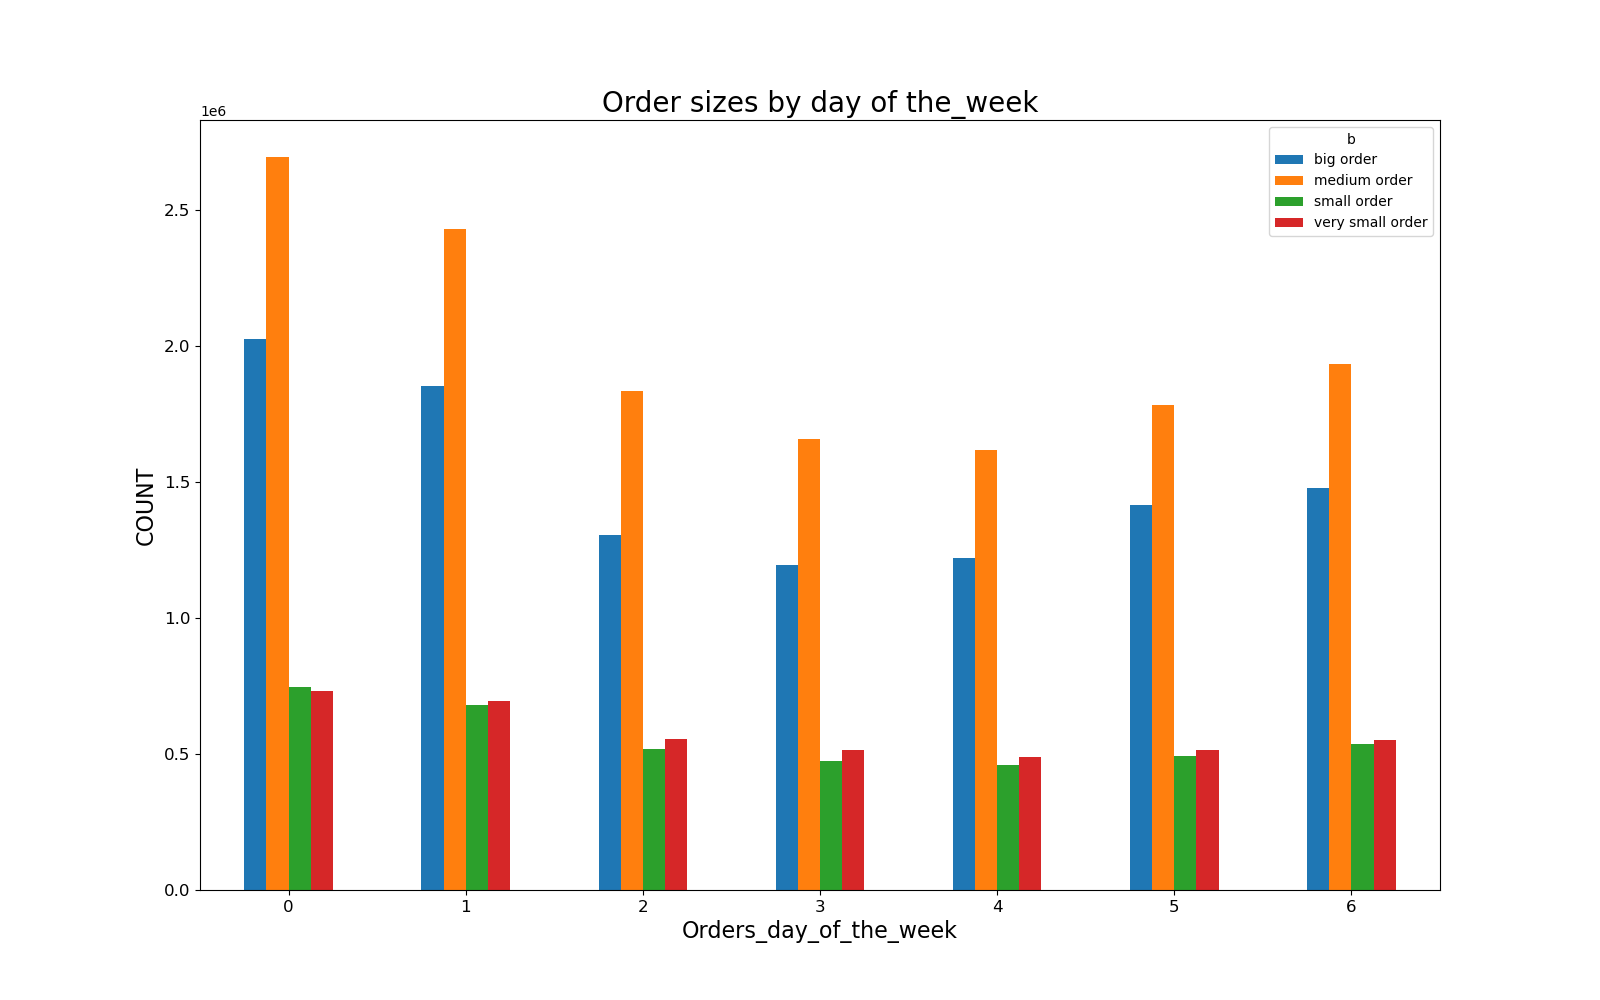 Order sizes by day of the_week
1e6
b
big order
medium order
small order
very small order
2.5
2.0
1.5
1.0
0.5
0.0
COUNT
0 1 2 3 4 5 6
Orders_day_of_the_week